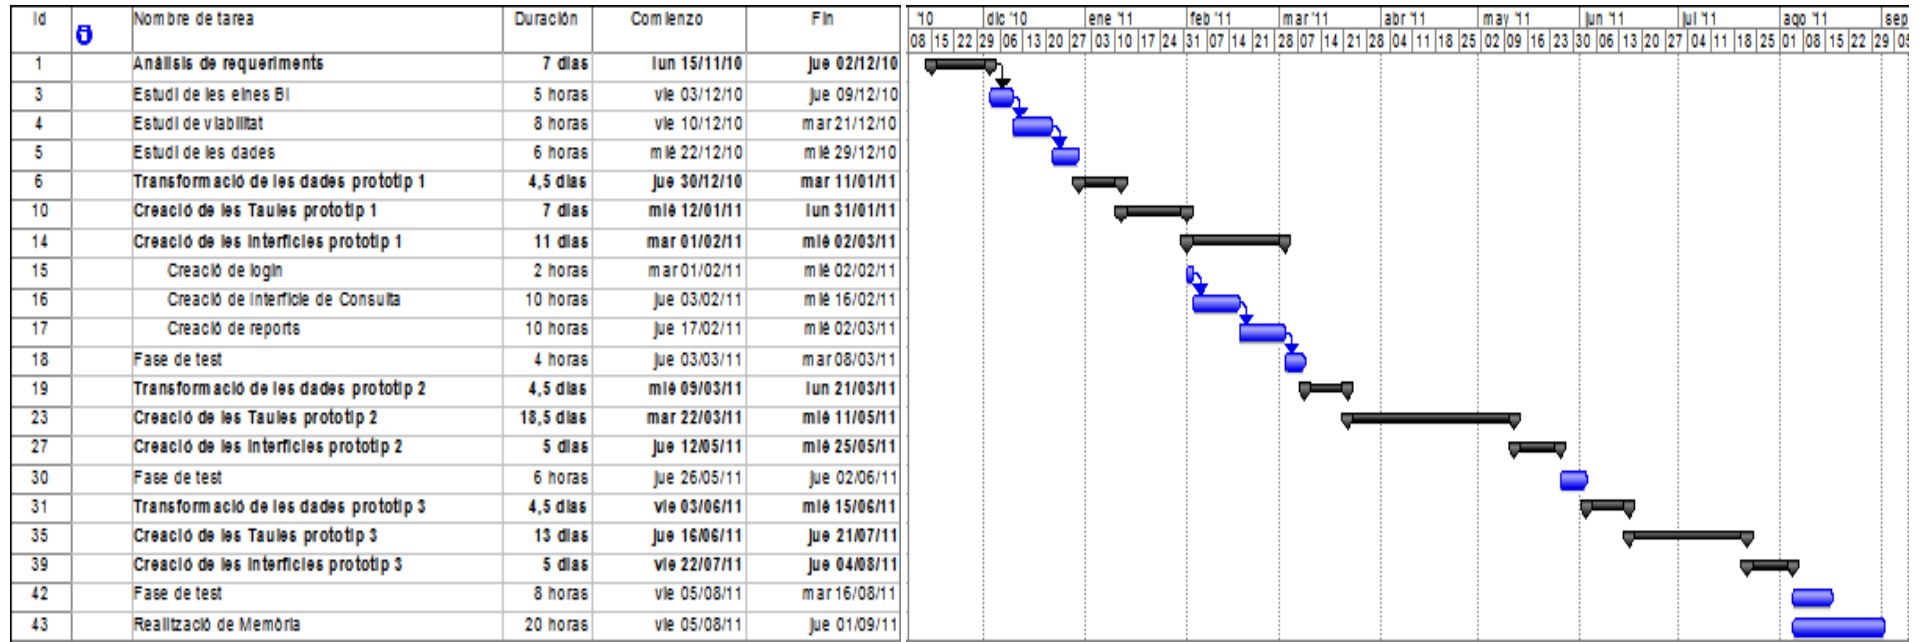 Id Nombre de tarea Duración Comienzo Fin
'10 dic '10 ene '11 feb '11 mar '11 abr '11 may '11 jun '11 jul '11 ago '11 sep
08 15 22 29 06 13 20 27 03 10 17 24 31 07 14 21 28 07 14 21 28 04 11 18 25 02 09 16 23 30 06 13 20 27 04 11 18 25 01 08 15 22 29 05
1 Anàlisis de requeriments 7 días lun 15/11/10 jue 02/12/10
3 Estudi de les eines BI 5 horas vie 03/12/10 jue 09/12/10
4 Estudi de viabilitat 8 horas vie 10/12/10 mar 21/12/10
5 Estudi de les dades 6 horas mié 22/12/10 mié 29/12/10
6 Transformació de les dades prototip 1 4,5 días jue 30/12/10 mar 11/01/11
10 Creació de les Taules prototip 1 7 días mié 12/01/11 lun 31/01/11
14 Creació de les interfícies prototip 1 11 días mar 01/02/11 mié 02/03/11
15 Creació de login 2 horas mar 01/02/11 mié 02/02/11
16 Creació de interfície de Consulta 10 horas jue 03/02/11 mié 16/02/11
17 Creació de reports 10 horas jue 17/02/11 mié 02/03/11
18 Fase de test 4 horas jue 03/03/11 mar 08/03/11
19 Transformació de les dades prototip 2 4,5 días mié 09/03/11 lun 21/03/11
23 Creació de les Taules prototip 2 18,5 días mar 22/03/11 mié 11/05/11
27 Creació de les interfícies prototip 2 5 días jue 12/05/11 mié 25/05/11
30 Fase de test 6 horas jue 26/05/11 jue 02/06/11
31 Transformació de les dades prototip 3 4,5 días vie 03/06/11 mié 15/06/11
35 Creació de les Taules prototip 3 13 días jue 16/06/11 jue 21/07/11
39 Creació de les interfícies prototip 3 5 días vie 22/07/11 jue 04/08/11
42 Fase de test 8 horas vie 05/08/11 mar 16/08/11
43 Realització de Memòria 20 horas vie 05/08/11 jue 01/09/11